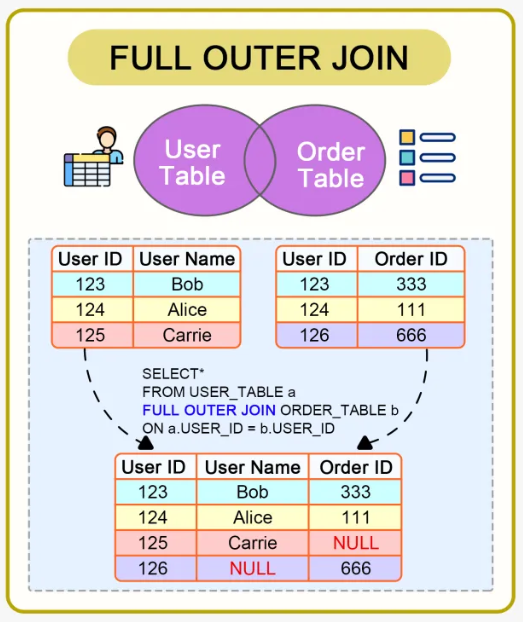 FULL OUTER JOIN
User
Table
Order
Table
User ID User Name
123 Bob
124 Alice
125 Carrie
User ID Order ID
123 333
124 111
126 666
SELECT*
FROM USER_TABLE a
FULL OUTER JOIN ORDER_TABLE b
ON a.USER_ID = b.USER_ID
User ID User Name Order ID
123 Bob 333
124 Alice 111
125 Carrie NULL
126 NULL 666